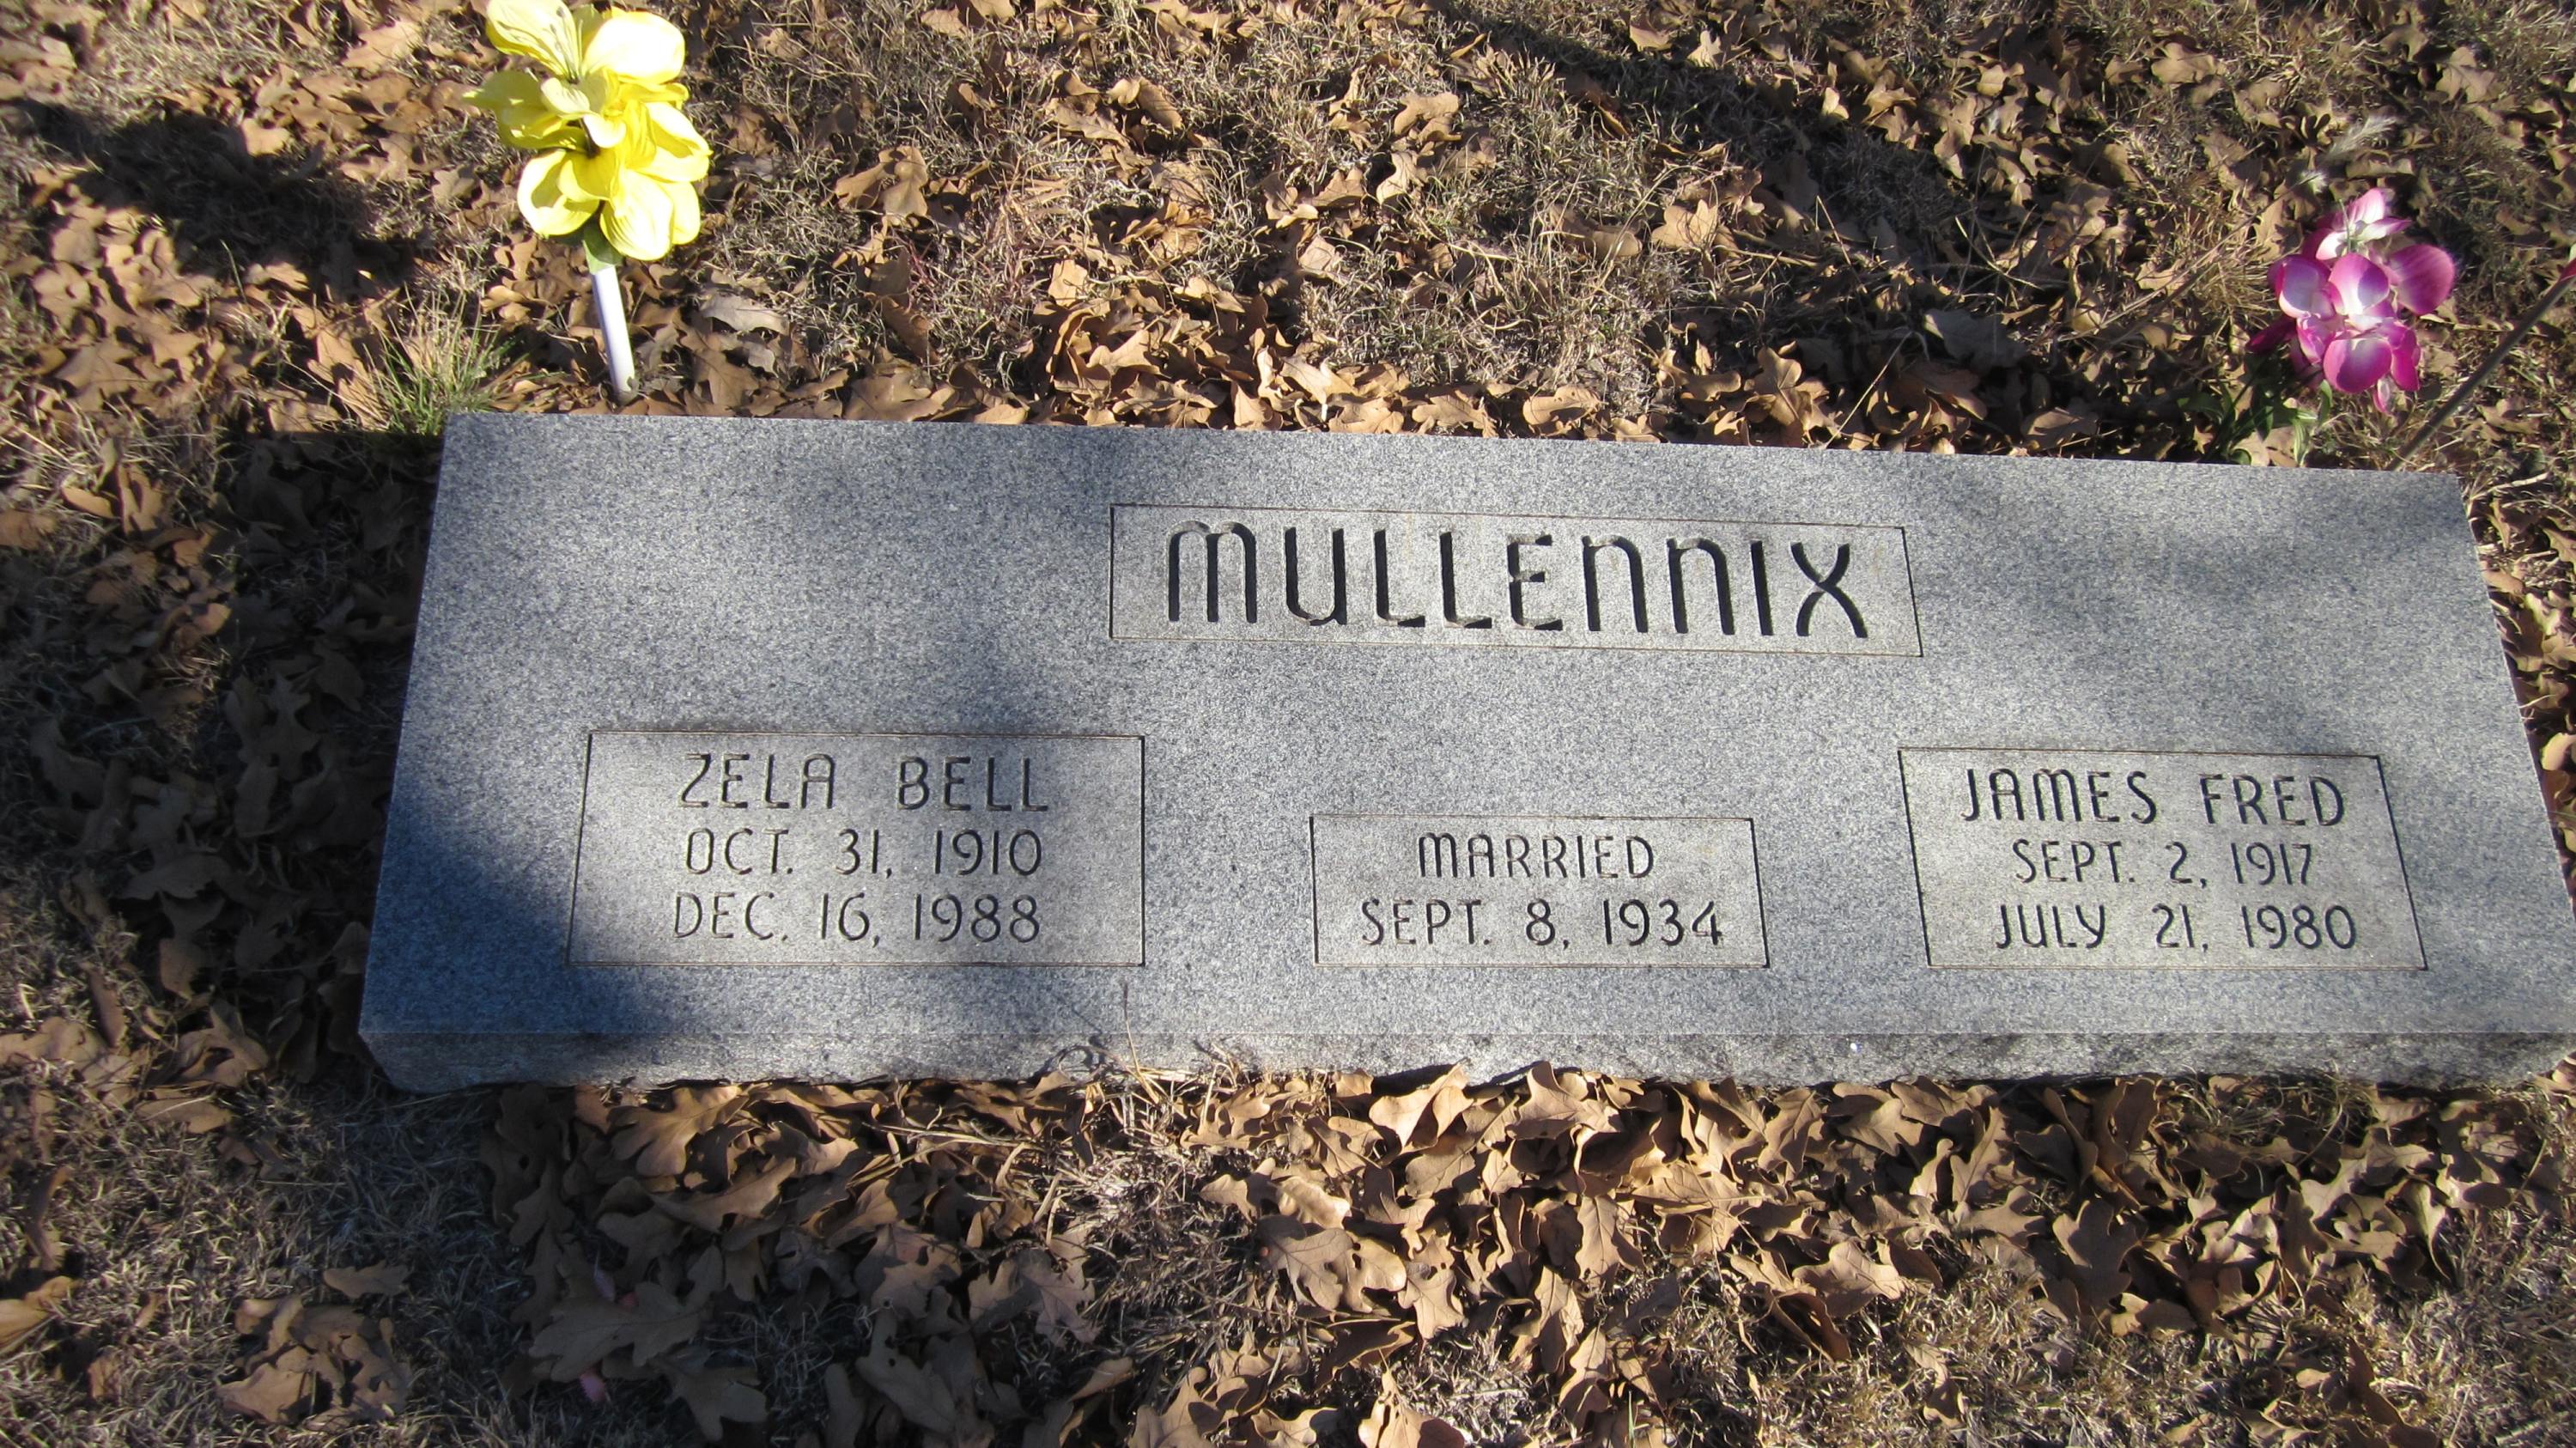 MULLENNIX
ZELA BELL
OCT. 31, 1910
DEC. 16, 1988
MARRIED
SEPT. 8, 1934
JAMES FRED
SEPT. 2, 1917
JULY 21, 1980